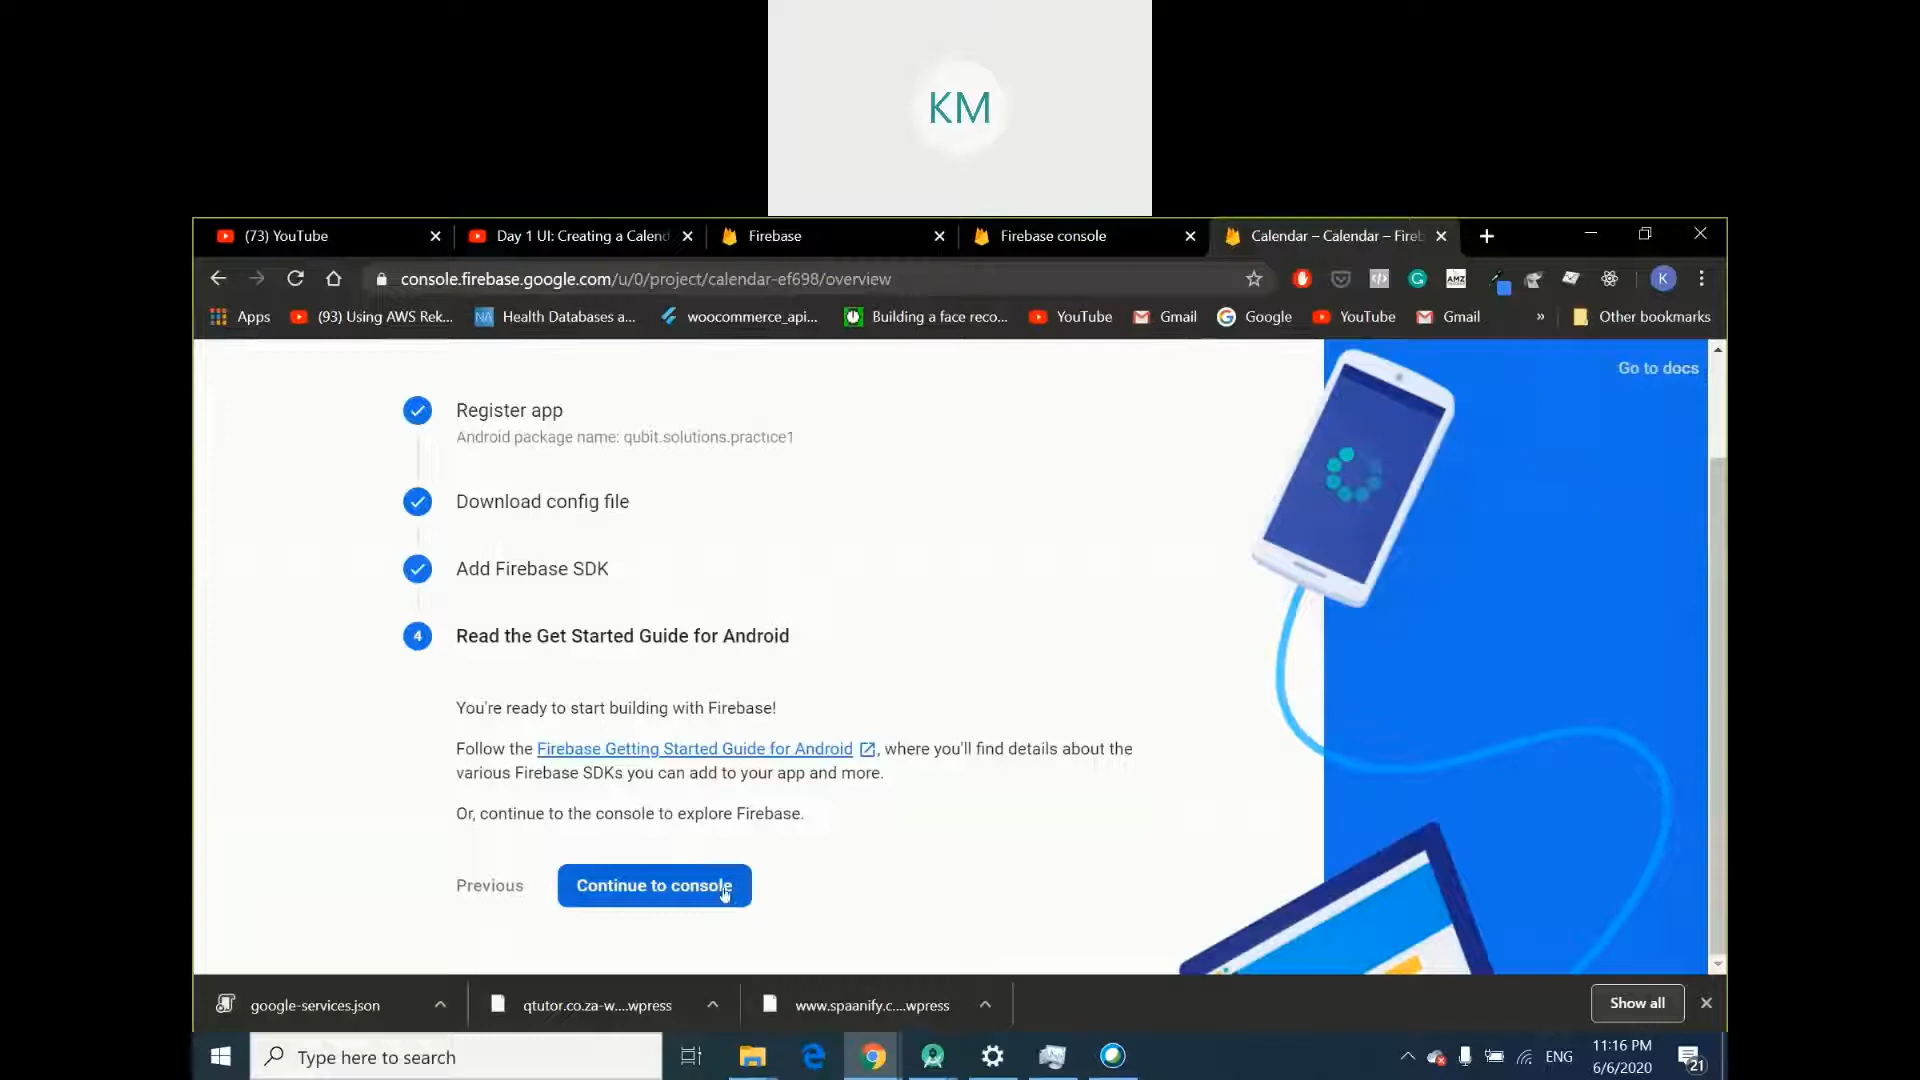 KM
(73) YouTube
Day 1 UI: Creating a Calend
Firebase
Firebase console
Calendar – Calendar – Fireb
console.firebase.google.com/u/0/project/calendar-ef698/overview
AMZ
K
Apps
(93) Using AWS Rek...
NA
Health Databases a...
woocommerce_api...
Building a face reco...
YouTube
Gmail
Google
YouTube
Gmail
»
Other bookmarks
Go to docs
Register app
Android package name: qubit.solutions.practice1
Download config file
Add Firebase SDK
4
Read the Get Started Guide for Android
You're ready to start building with Firebase!
Follow the Firebase Getting Started Guide for Android , where you'll find details about the
various Firebase SDKs you can add to your app and more.
Or, continue to the console to explore Firebase.
Previous
Continue to console
google-services.json
qtutor.co.za-w....wpress
www.spaanify.c....wpress
Show all
Type here to search
ENG
11:16 PM
6/6/2020
21